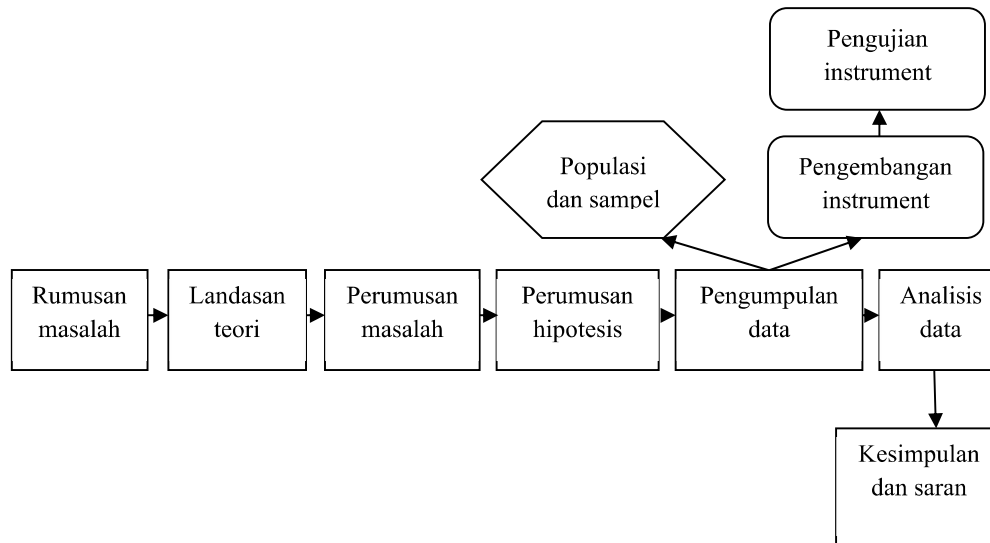 Pengujian
instrument
Populasi
dan sampel
Pengembangan
instrument
Rumusan
masalah
Landasan
teori
Perumusan
masalah
Perumusan
hipotesis
Pengumpulan
data
Analisis
data
Kesimpulan
dan saran